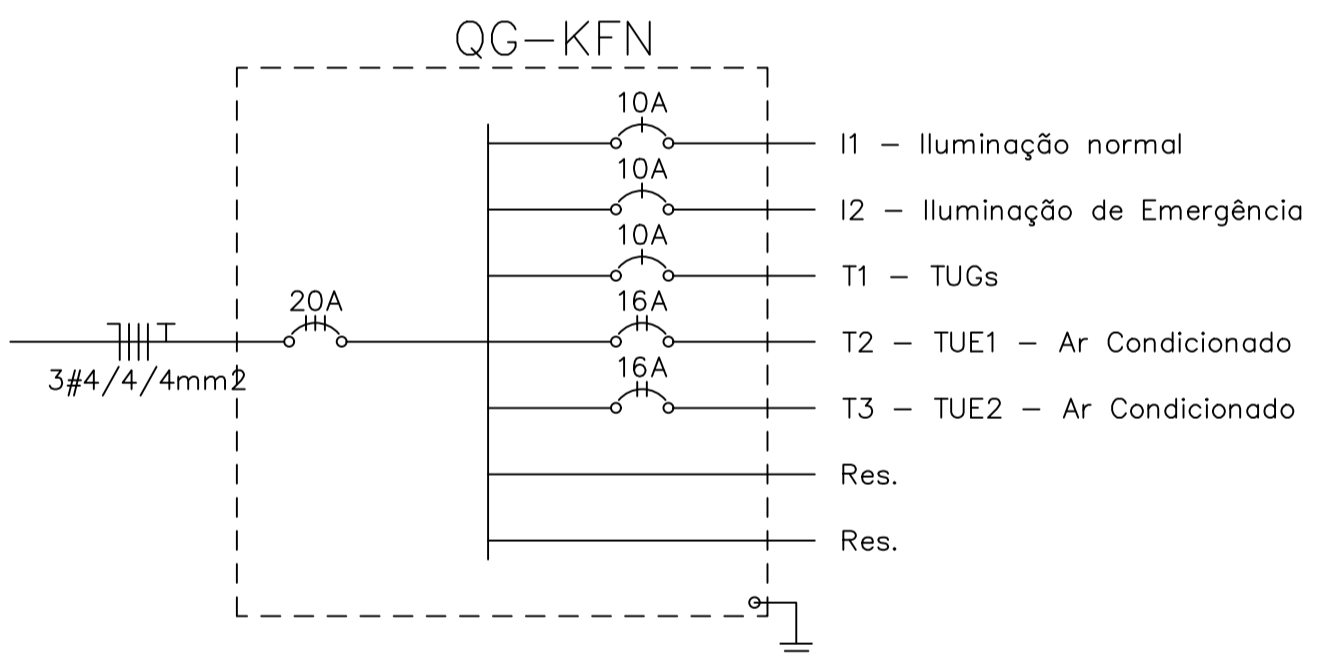 QG-KFN
10A
I1 - Iluminação normal
10A
I2 - Iluminação de Emergência
10A
T1 - TUGs
20A
16A
T2 - TUE1 - Ar Condicionado
3#4/4/4mm2
16A
T3 - TUE2 - Ar Condicionado
Res.
Res.